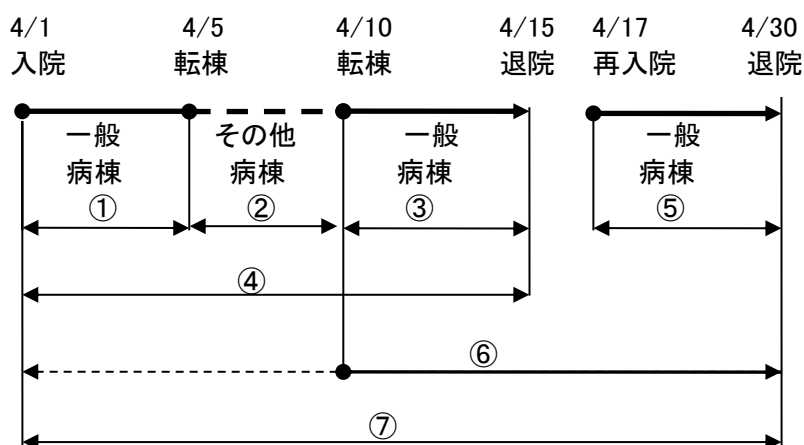 4/1 4/5 4/10 4/15 4/17 4/30
入院 転棟 転棟 退院 再入院 退院
一般 その他 一般 一般
病棟 病棟 病棟 病棟
① ② ③ ⑤
④
⑥
⑦